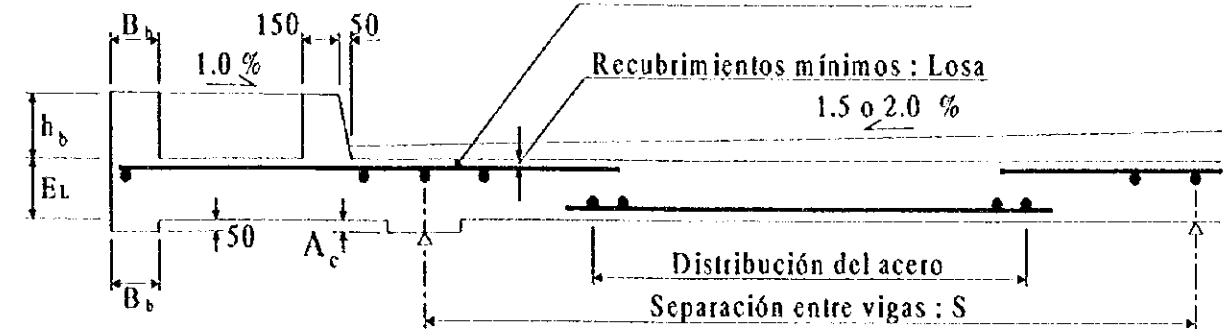 B_b
150
50
1.0 %
Recubrimientos mínimos : Losa
1.5 o 2.0 %
h_b
E_L
50
A_c
B_b
Distribución del acero
Separación entre vigas : S